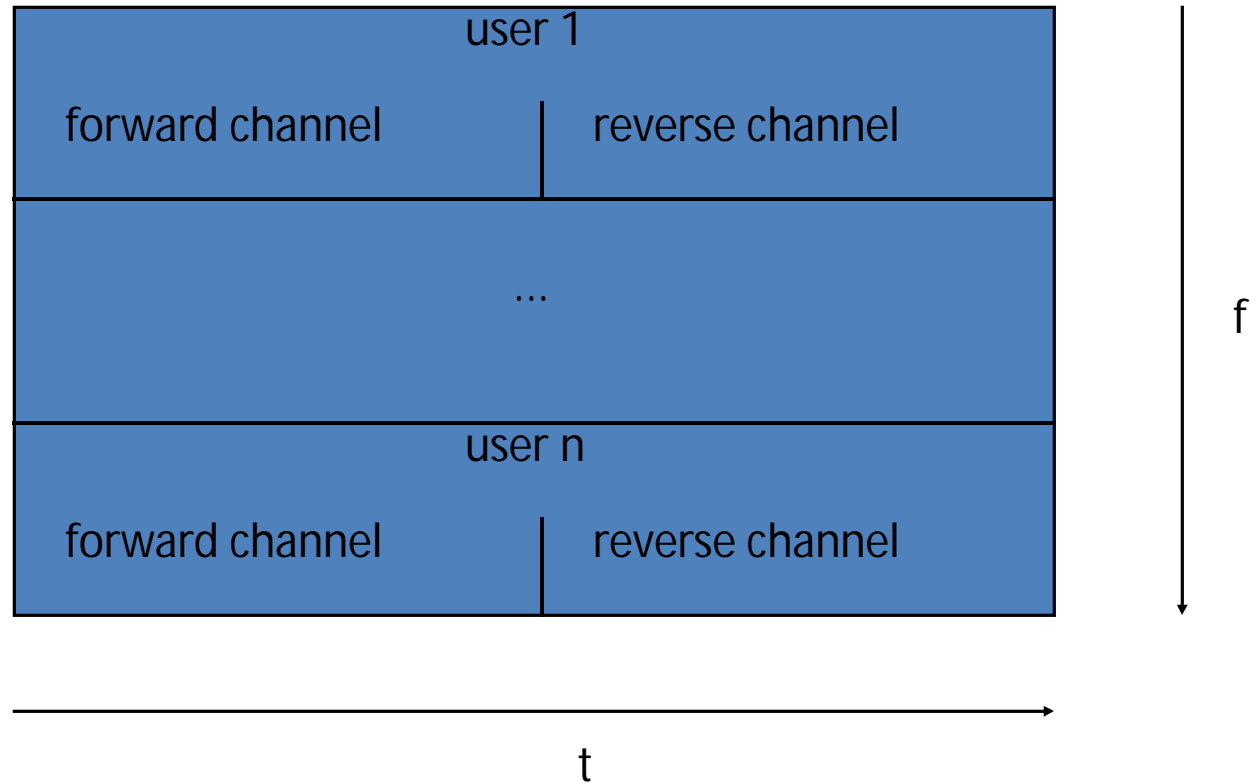 user 1
forward channel reverse channel
...
f
user n
forward channel reverse channel
t